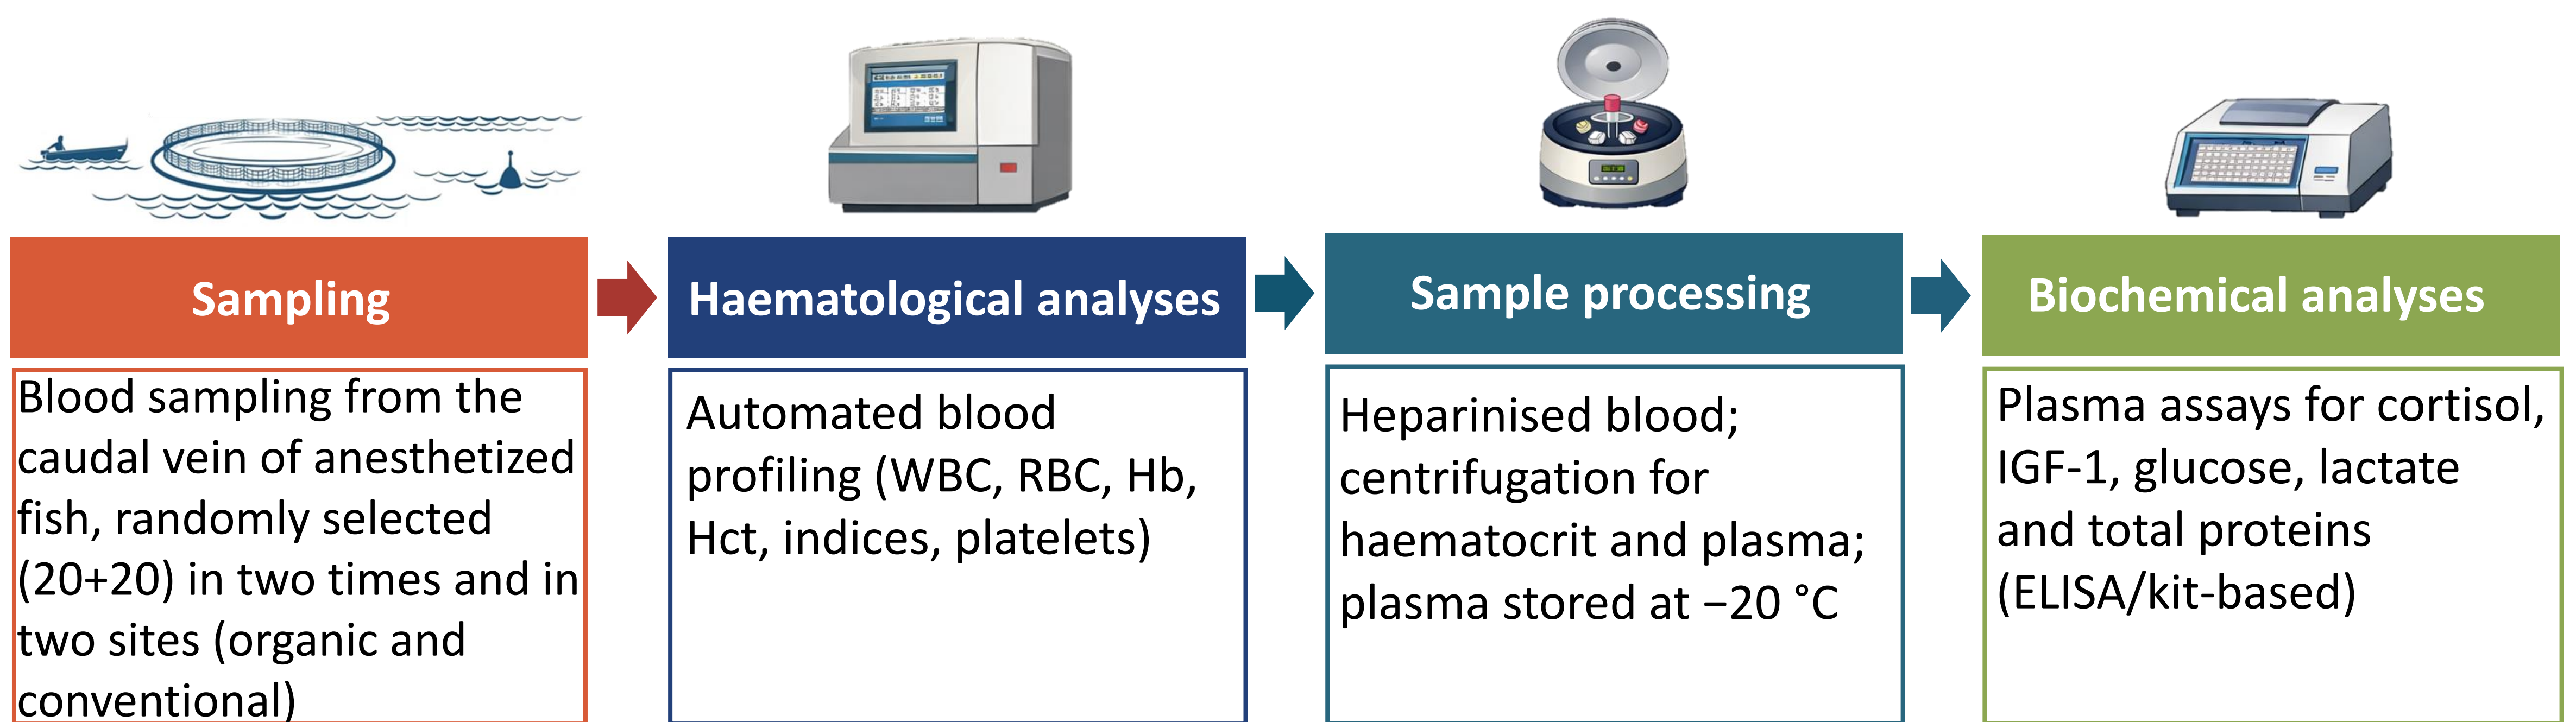 Sampling
Blood sampling from the
caudal vein of anesthetized
fish, randomly selected
(20+20) in two times and in
two sites (organic and
conventional)
Haematological analyses
Automated blood
profiling (WBC, RBC, Hb,
Hct, indices, platelets)
Sample processing
Heparinised blood;
centrifugation for
haematocrit and plasma;
plasma stored at −20 °C
Biochemical analyses
Plasma assays for cortisol,
IGF-1, glucose, lactate
and total proteins
(ELISA/kit-based)